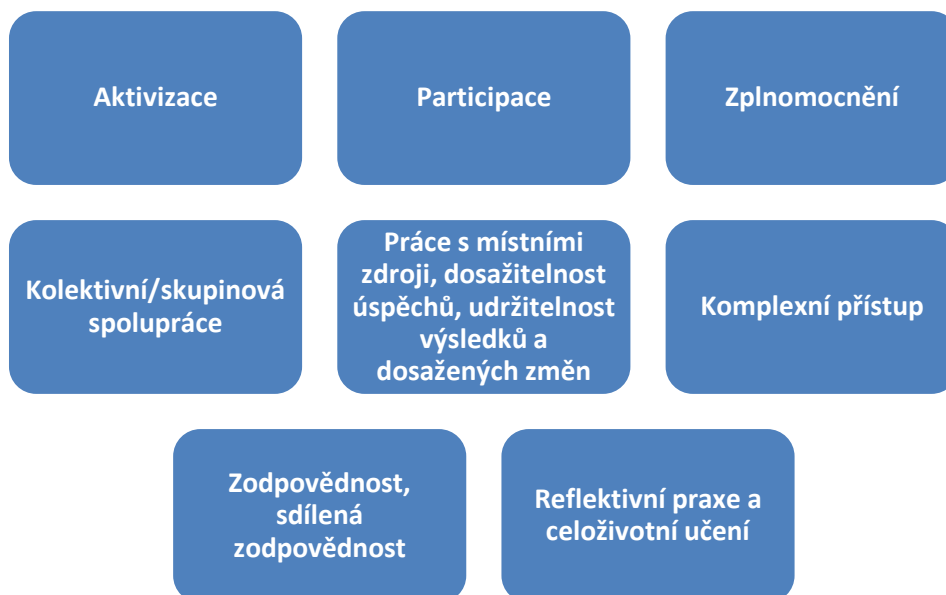 Aktivizace
Participace
Zplnomocnění
Kolektivní/skupinová
spolupráce
Práce s místními
zdroji, dosažitelnost
úspěchů, udržitelnost
výsledků a
dosažených změn
Komplexní přístup
Zodpovědnost,
sdílená
zodpovědnost
Reflektivní praxe a
celoživotní učení